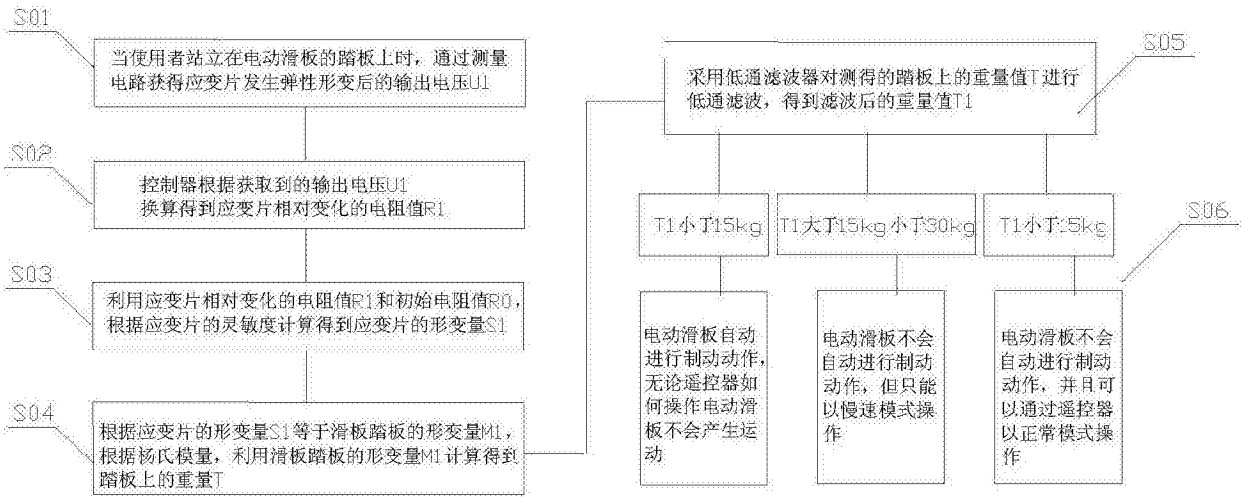 S01
当使用者站立在电动滑板的踏板上时，通过测量
电路获得应变片发生弹性形变后的输出电压U1
S02
控制器根据获取到的输出电压U1
换算得到应变片相对变化的电阻值R1
S03
利用应变片相对变化的电阻值R1和初始电阻值R0，
根据应变片的灵敏度计算得到应变片的形变量S1
S04
根据应变片的形变量S1等于滑板踏板的形变量M1，
根据杨氏模量，利用滑板踏板的形变量M1计算得到
踏板上的重量T
S05
采用低通滤波器对测得的踏板上的重量值T进行
低通滤波，得到滤波后的重量值T1
S06
T1小于15kg
T1大于15kg小于30kg
T1小于15kg
电动滑板自动
进行制动动作，
无论遥控器如
何操作电动滑
板不会产生运
动
电动滑板不会
自动进行制动
动作，但只能
以慢速模式操
作
电动滑板不会
自动进行制动
动作，并且可
以通过遥控器
以正常模式操
作